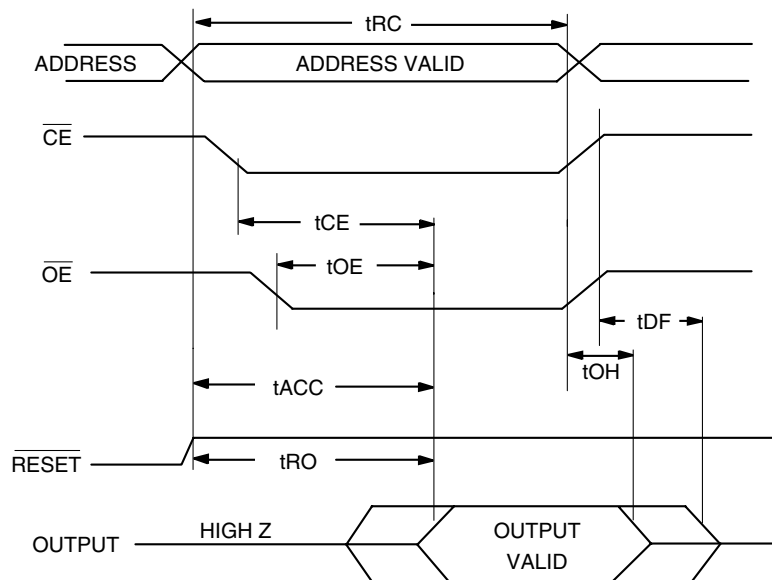 tRC
ADDRESS
ADDRESS VALID
CE
tCE
tOE
OE
tDF
tOH
tACC
RESET
tRO
HIGH Z
OUTPUT
OUTPUT
VALID